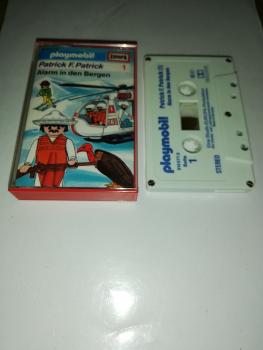 playmobil
EUROPA
Patrick F. Patrick
1
Alarm in den Bergen
playmobil
Seite
1
Patrick F. Patrick (1)
Alarm in den Bergen
STEREO